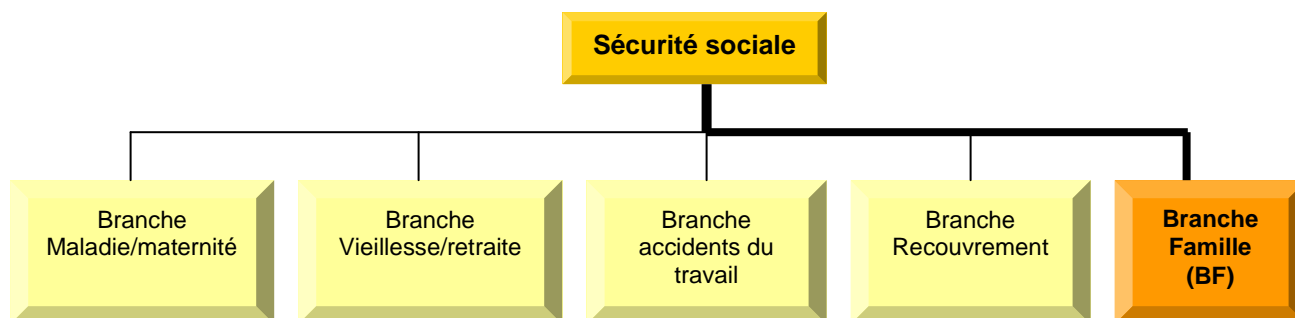 Sécurité sociale
Branche
Maladie/maternité
Branche
Vieillesse/retraite
Branche
accidents du
travail
Branche
Recouvrement
Branche
Famille
(BF)